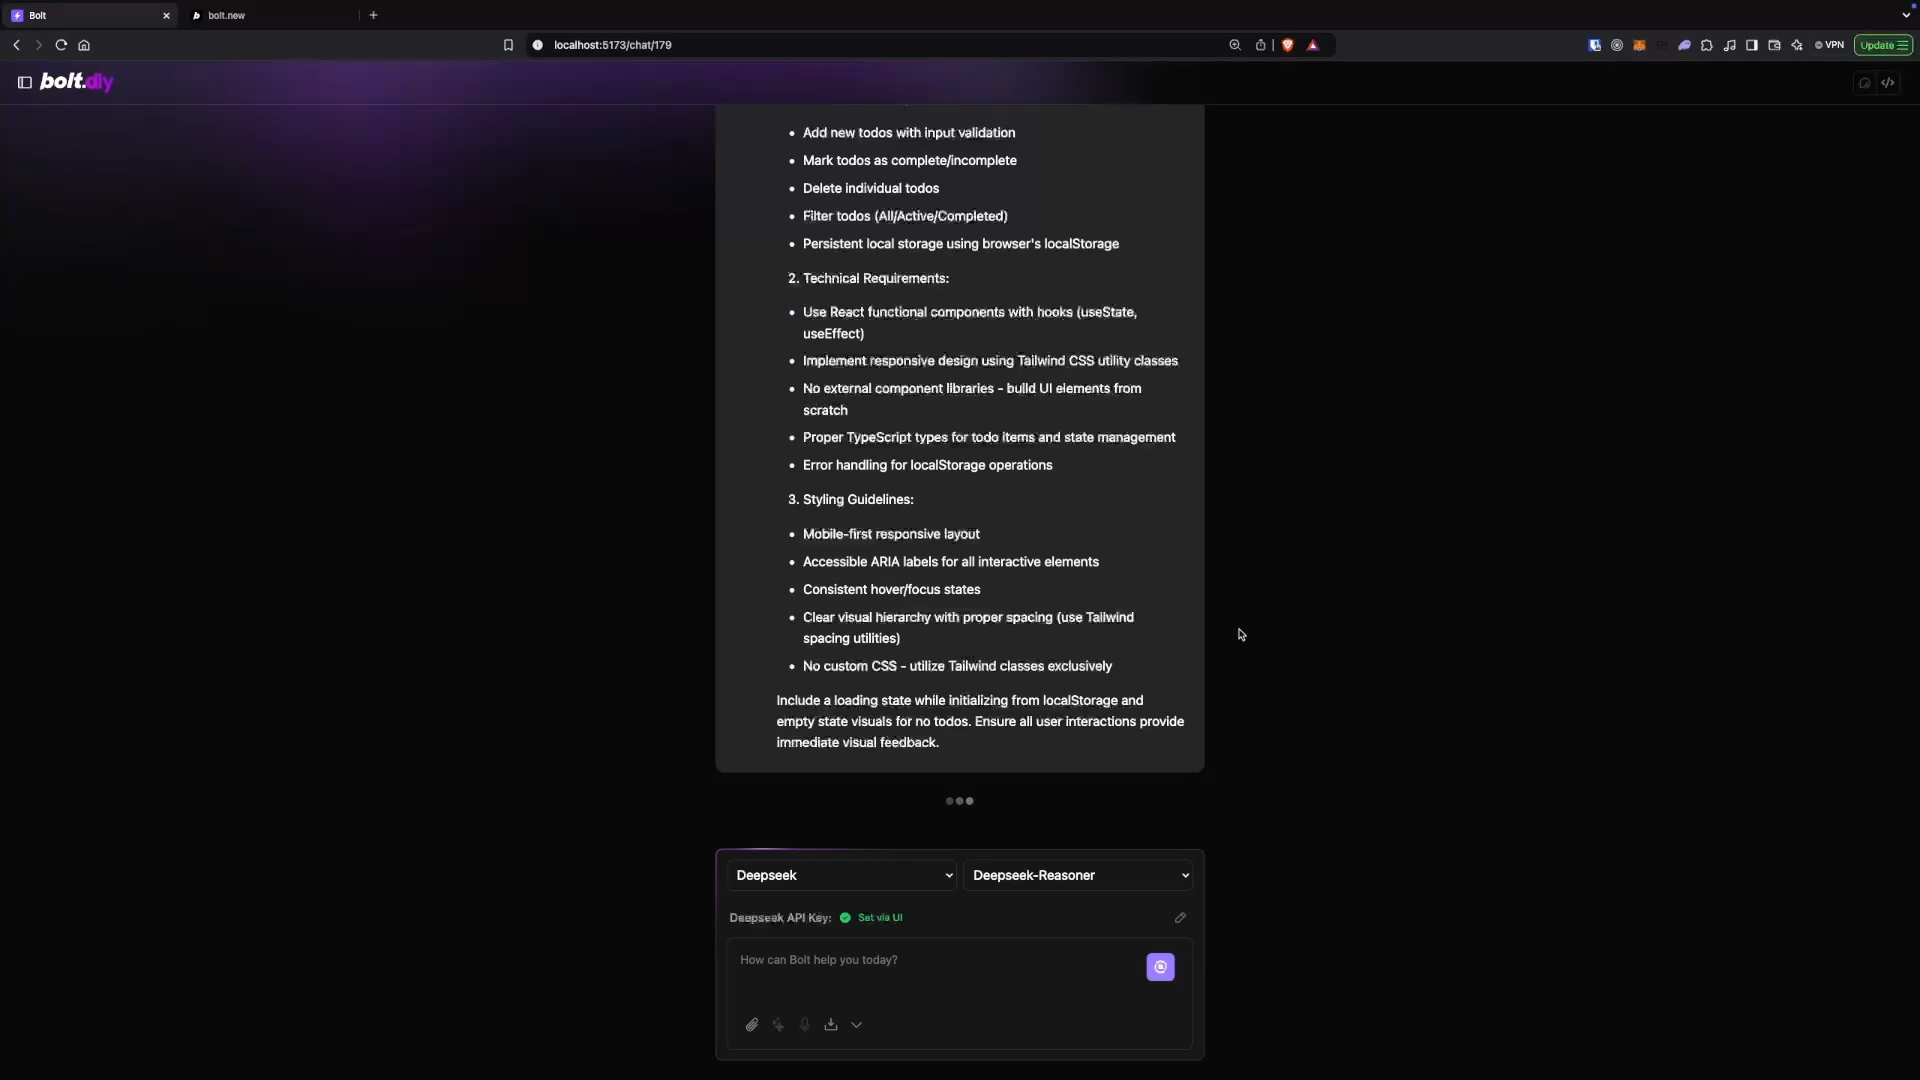 Bolt
bolt.new
localhost:5173/chat/179
VPN
Update
bolt.diy
• Add new todos with input validation
• Mark todos as complete/incomplete
• Delete individual todos
• Filter todos (All/Active/Completed)
• Persistent local storage using browser's localStorage
2. Technical Requirements:
• Use React functional components with hooks (useState,
useEffect)
• Implement responsive design using Tailwind CSS utility classes
• No external component libraries - build UI elements from
scratch
• Proper TypeScript types for todo items and state management
• Error handling for localStorage operations
3. Styling Guidelines:
• Mobile-first responsive layout
• Accessible ARIA labels for all interactive elements
• Consistent hover/focus states
• Clear visual hierarchy with proper spacing (use Tailwind
spacing utilities)
• No custom CSS - utilize Tailwind classes exclusively
Include a loading state while initializing from localStorage and
empty state visuals for no todos. Ensure all user interactions provide
immediate visual feedback.
Deepseek
Deepseek-Reasoner
Deepseek API Key: Set via UI
How can Bolt help you today?